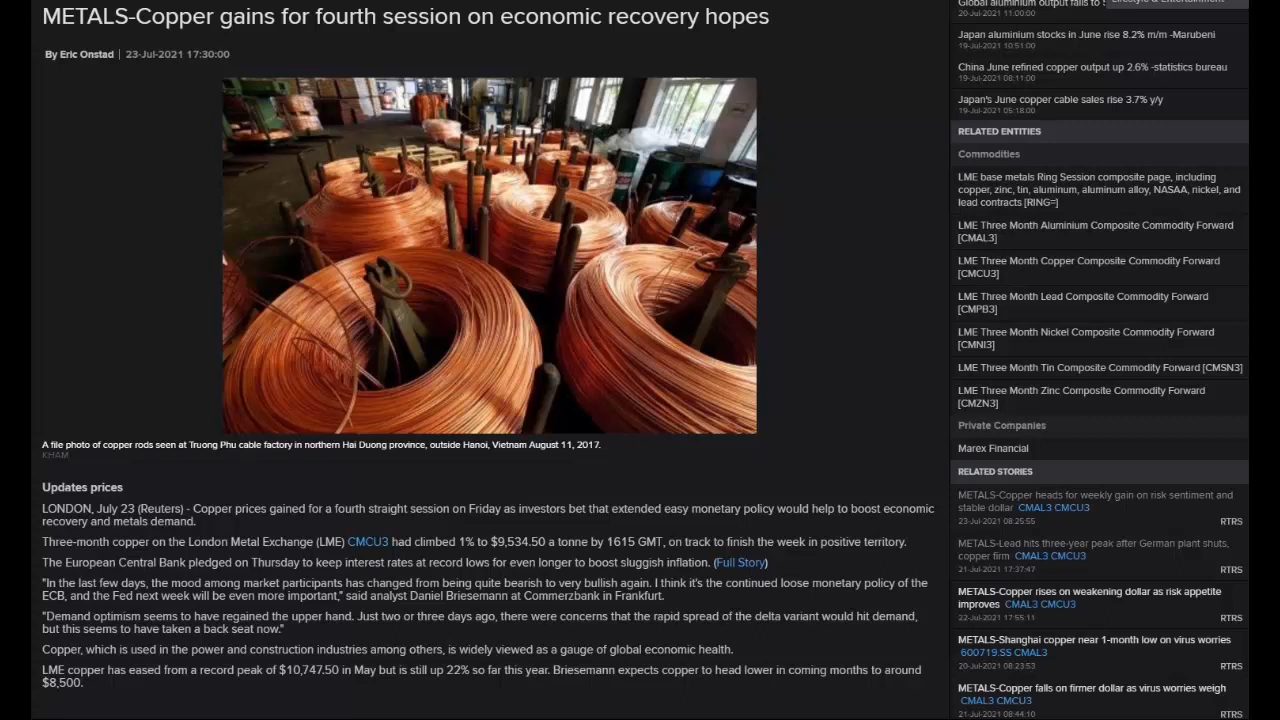 METALS-Copper gains for fourth session on economic recovery hopes
By Eric Onstad | 23-Jul-2021 17:30:00
A file photo of copper rods seen at Truong Phu cable factory in northern Hai Duong province, outside Hanoi, Vietnam August 11, 2017.
KHAM
Updates prices
LONDON, July 23 (Reuters) - Copper prices gained for a fourth straight session on Friday as investors bet that extended easy monetary policy would help to boost economic
recovery and metals demand.
Three-month copper on the London Metal Exchange (LME) CMCU3 had climbed 1% to $9,534.50 a tonne by 1615 GMT, on track to finish the week in positive territory.
The European Central Bank pledged on Thursday to keep interest rates at record lows for even longer to boost sluggish inflation. (Full Story)
"In the last few days, the mood among market participants has changed from being quite bearish to very bullish again. I think it's the continued loose monetary policy of the
ECB, and the Fed next week will be even more important," said analyst Daniel Briesemann at Commerzbank in Frankfurt.
"Demand optimism seems to have regained the upper hand. Just two or three days ago, there were concerns that the rapid spread of the delta variant would hit demand,
but this seems to have taken a back seat now."
Copper, which is used in the power and construction industries among others, is widely viewed as a gauge of global economic health.
LME copper has eased from a record peak of $10,747.50 in May but is still up 22% so far this year. Briesemann expects copper to head lower in coming months to around
$8,500.
Global aluminium output falls to
20-Jul-2021 11:00:00
Japan aluminium stocks in June rise 8.2% m/m -Marubeni
19-Jul-2021 10:51:00
China June refined copper output up 2.6% -statistics bureau
19-Jul-2021 08:11:00
Japan's June copper cable sales rise 3.7% y/y
19-Jul-2021 05:18:00
RELATED ENTITIES
Commodities
LME base metals Ring Session composite page, including
copper, zinc, tin, aluminum, aluminum alloy, NASAA, nickel, and
lead contracts [RING=]
LME Three Month Aluminium Composite Commodity Forward
[CMAL3]
LME Three Month Copper Composite Commodity Forward
[CMCU3]
LME Three Month Lead Composite Commodity Forward
[CMPB3]
LME Three Month Nickel Composite Commodity Forward
[CMNI3]
LME Three Month Tin Composite Commodity Forward [CMSN3]
LME Three Month Zinc Composite Commodity Forward
[CMZN3]
Private Companies
Marex Financial
RELATED STORIES
METALS-Copper heads for weekly gain on risk sentiment and
stable dollar CMAL3 CMCU3
23-Jul-2021 08:25:55 RTRS
METALS-Lead hits three-year peak after German plant shuts,
copper firm CMAL3 CMCU3
21-Jul-2021 17:37:47 RTRS
METALS-Copper rises on weakening dollar as risk appetite
improves CMAL3 CMCU3
22-Jul-2021 17:55:11 RTRS
METALS-Shanghai copper near 1-month low on virus worries
600719.SS CMAL3
20-Jul-2021 08:23:53 RTRS
METALS-Copper falls on firmer dollar as virus worries weigh
CMAL3 CMCU3
21-Jul-2021 08:44:10 RTRS